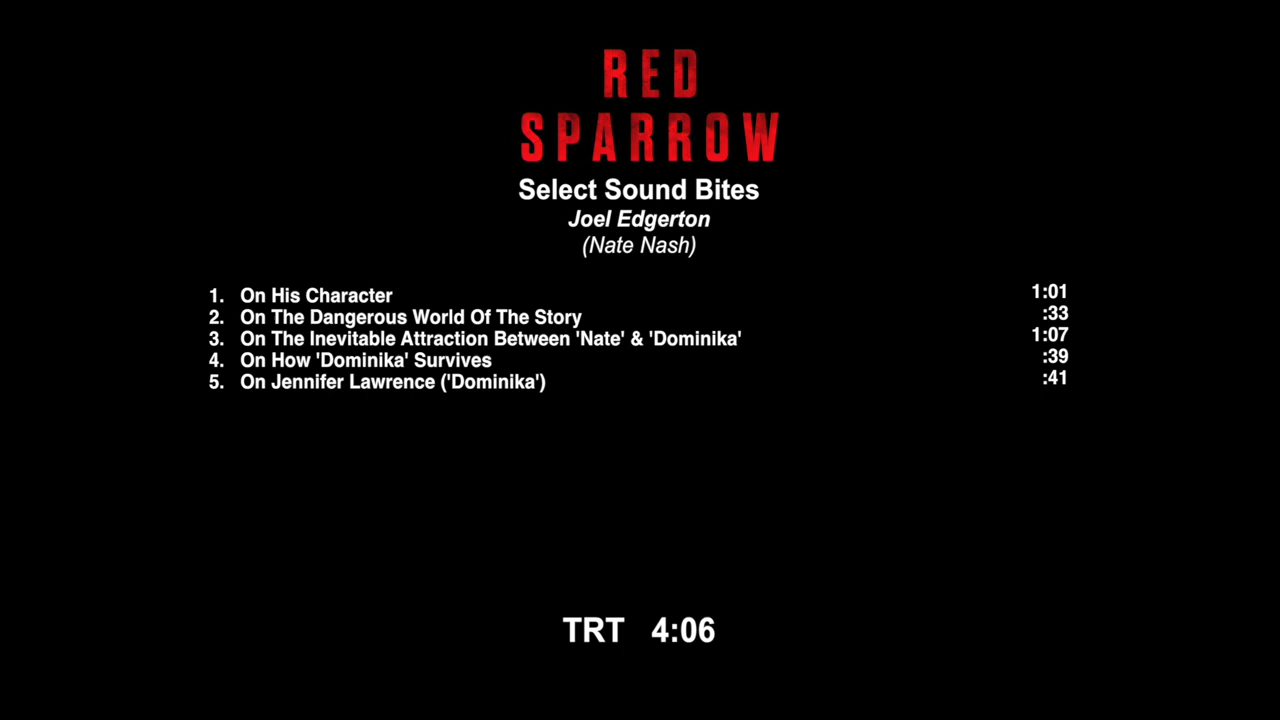 RED
SPARROW
Select Sound Bites
Joel Edgerton
(Nate Nash)
1. On His Character 1:01
2. On The Dangerous World Of The Story :33
3. On The Inevitable Attraction Between 'Nate' & 'Dominika' 1:07
4. On How 'Dominika' Survives :39
5. On Jennifer Lawrence ('Dominika') :41
TRT 4:06